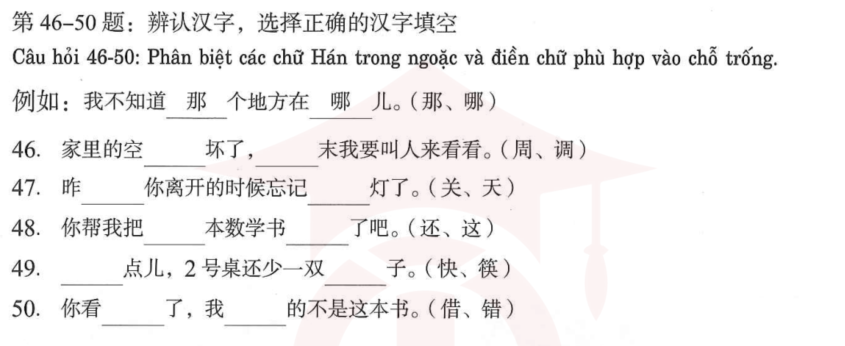 第 46–50 题：辨认汉字，选择正确的汉字填空
Câu hỏi 46-50: Phân biệt các chữ Hán trong ngoặc và điền chữ phù hợp vào chỗ trống.
例如：我不知道 那 个地方在 哪 儿。（那、哪）
46. 家里的空____坏了，____末我要叫人来看看。（周、调）
47. 昨____你离开的时候忘记____灯了。（关、天）
48. 你帮我把____本数学书____了吧。（还、这）
49. ____点儿，2 号桌还少一双____子。（快、筷）
50. 你看____了，我____的不是这本书。（借、错）